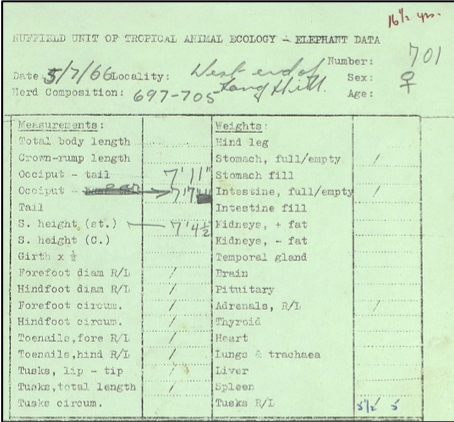 16½ yrs.
NUFFIELD UNIT OF TROPICAL ANIMAL ECOLOGY - ELEPHANT DATA
Number: 701
Date 5/7/66 Locality: West end of Sex: ♀
Herd Composition: 697-705 Hill. Age:
Measurements: Weights:
Total body length Hind leg
Crown-rump length Stomach, full/empty /
Occiput - tail 7'11" Stomach fill
Occiput - 7'7 Intestine, full/empty /
Tail Intestine fill
S. height (st.) 7'4½ Kidneys, + fat
S. height (C.) Kidneys, - fat
Girth x ½ Temporal gland
Forefoot diam R/L / Brain
Hindfoot diam R/L / Pituitary
Forefoot circum. / Adrenals, R/L /
Hindfoot circum. / Thyroid
Toenails,fore R/L / Heart
Toenails,hind R/L / Lungs & trachaea
Tusks, lip - tip / Liver
Tusks,total length / Spleen
Tusks circum. Tusks R/L 5½ 5